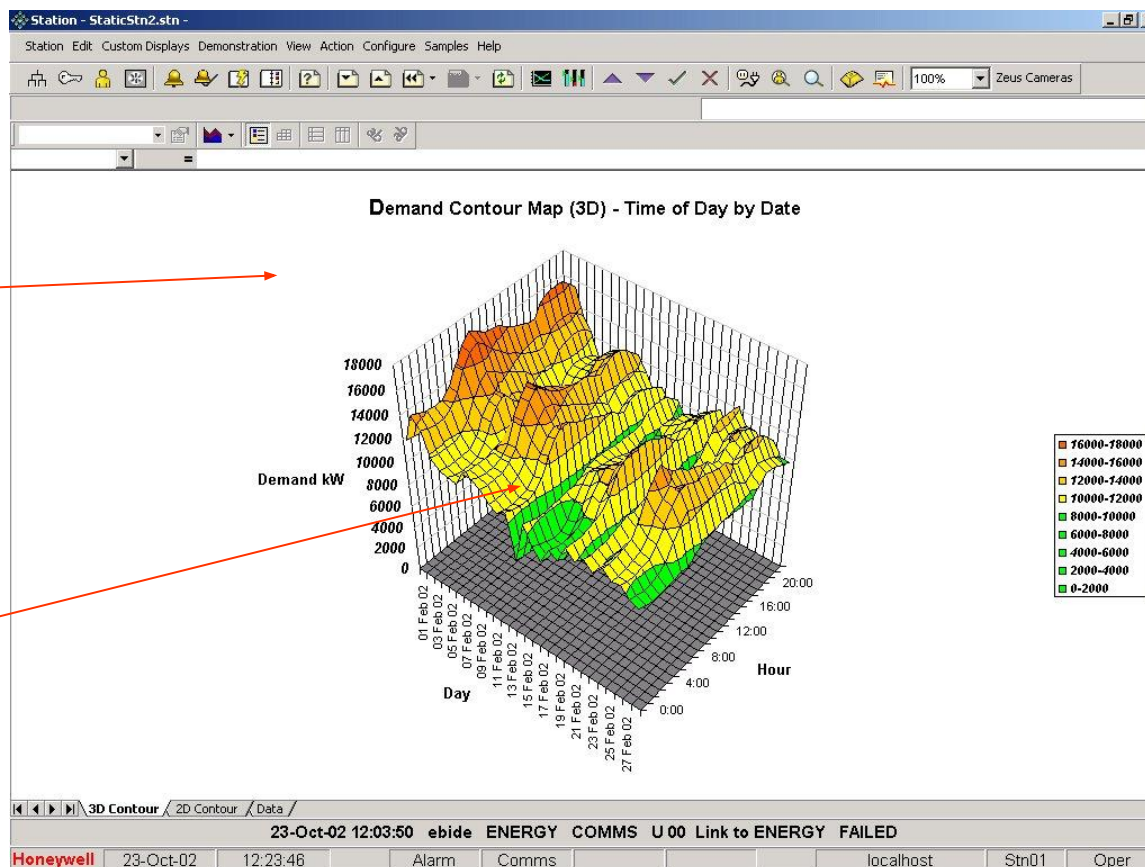 Station - StaticStn2.stn -
Station Edit Custom Displays Demonstration View Action Configure Samples Help
100% Zeus Cameras
=
Demand Contour Map (3D) - Time of Day by Date
18000
16000
14000
12000
10000
8000
6000
4000
2000
0
Demand kW
01 Feb 02
03 Feb 02
05 Feb 02
07 Feb 02
09 Feb 02
11 Feb 02
13 Feb 02
15 Feb 02
17 Feb 02
19 Feb 02
21 Feb 02
23 Feb 02
25 Feb 02
27 Feb 02
Day
0:00
4:00
8:00
12:00
16:00
20:00
Hour
16000-18000
14000-16000
12000-14000
10000-12000
8000-10000
6000-8000
4000-6000
2000-4000
0-2000
3D Contour / 2D Contour / Data /
23-Oct-02 12:03:50 ebide ENERGY COMMS U 00 Link to ENERGY FAILED
Honeywell 23-Oct-02 12:23:46 Alarm Comms localhost Stn01 Oper